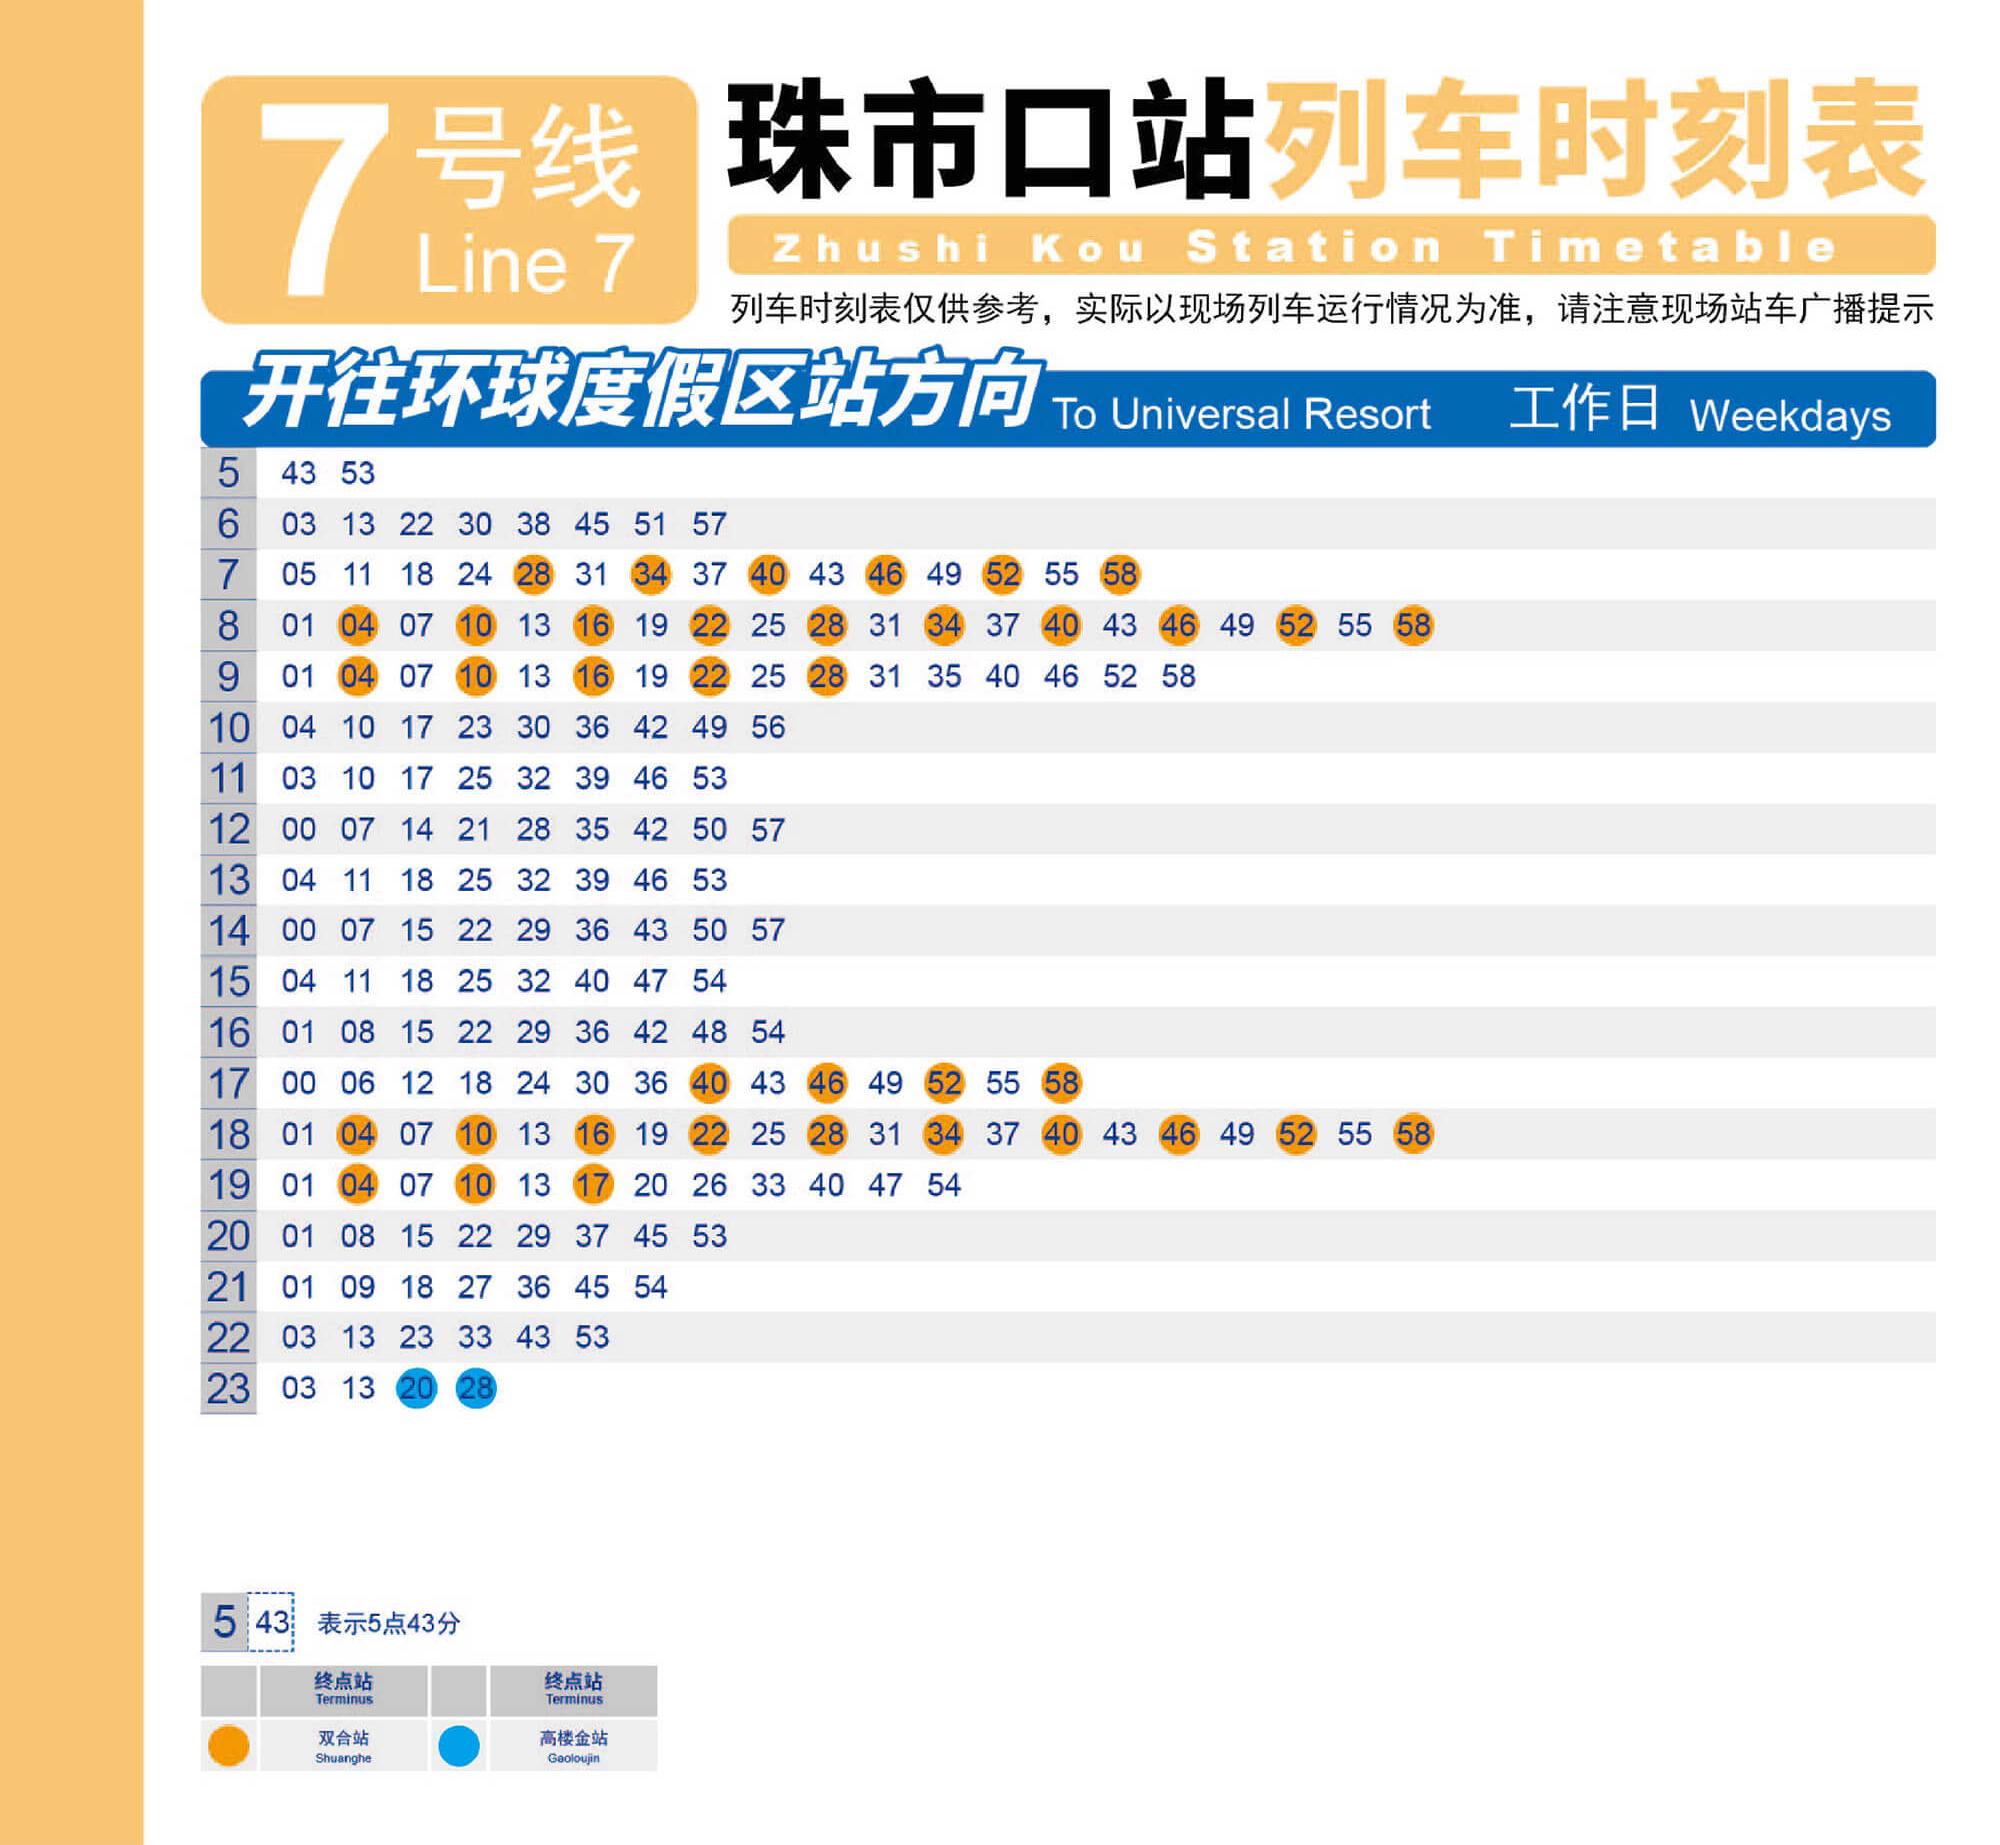 7号线
Line 7
珠市口站列车时刻表
Zhushi Kou Station Timetable
列车时刻表仅供参考，实际以现场列车运行情况为准，请注意现场站车广播提示
开往环球度假区站方向 To Universal Resort 工作日 Weekdays
5 43 53
6 03 13 22 30 38 45 51 57
7 05 11 18 24 28 31 34 37 40 43 46 49 52 55 58
8 01 04 07 10 13 16 19 22 25 28 31 34 37 40 43 46 49 52 55 58
9 01 04 07 10 13 16 19 22 25 28 31 35 40 46 52 58
10 04 10 17 23 30 36 42 49 56
11 03 10 17 25 32 39 46 53
12 00 07 14 21 28 35 42 50 57
13 04 11 18 25 32 39 46 53
14 00 07 15 22 29 36 43 50 57
15 04 11 18 25 32 40 47 54
16 01 08 15 22 29 36 42 48 54
17 00 06 12 18 24 30 36 40 43 46 49 52 55 58
18 01 04 07 10 13 16 19 22 25 28 31 34 37 40 43 46 49 52 55 58
19 01 04 07 10 13 17 20 26 33 40 47 54
20 01 08 15 22 29 37 45 53
21 01 09 18 27 36 45 54
22 03 13 23 33 43 53
23 03 13 20 28
5 43 表示5点43分
终点站 终点站
Terminus Terminus
双合站 高楼金站
Shuanghe Gaoloujin